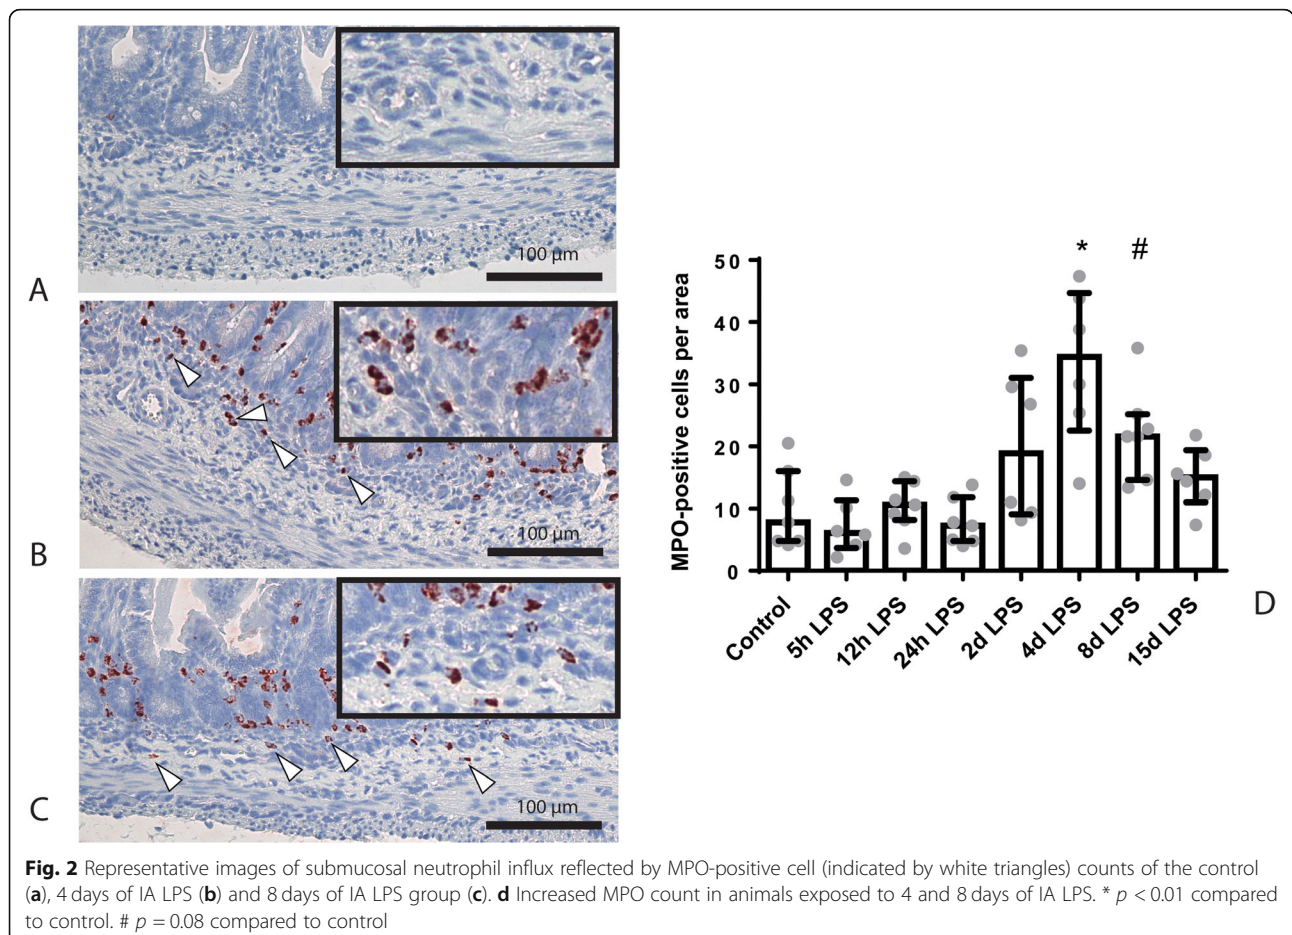 100 µm
A
100 µm
B
100 µm
C
MPO-positive cells per area
50
40
30
20
10
0
*
#
Control
5h LPS
12h LPS
24h LPS
2d LPS
4d LPS
8d LPS
15d LPS
D
Fig. 2 Representative images of submucosal neutrophil influx reflected by MPO-positive cell (indicated by white triangles) counts of the control
(a), 4 days of IA LPS (b) and 8 days of IA LPS group (c). d Increased MPO count in animals exposed to 4 and 8 days of IA LPS. * p < 0.01 compared
to control. # p = 0.08 compared to control